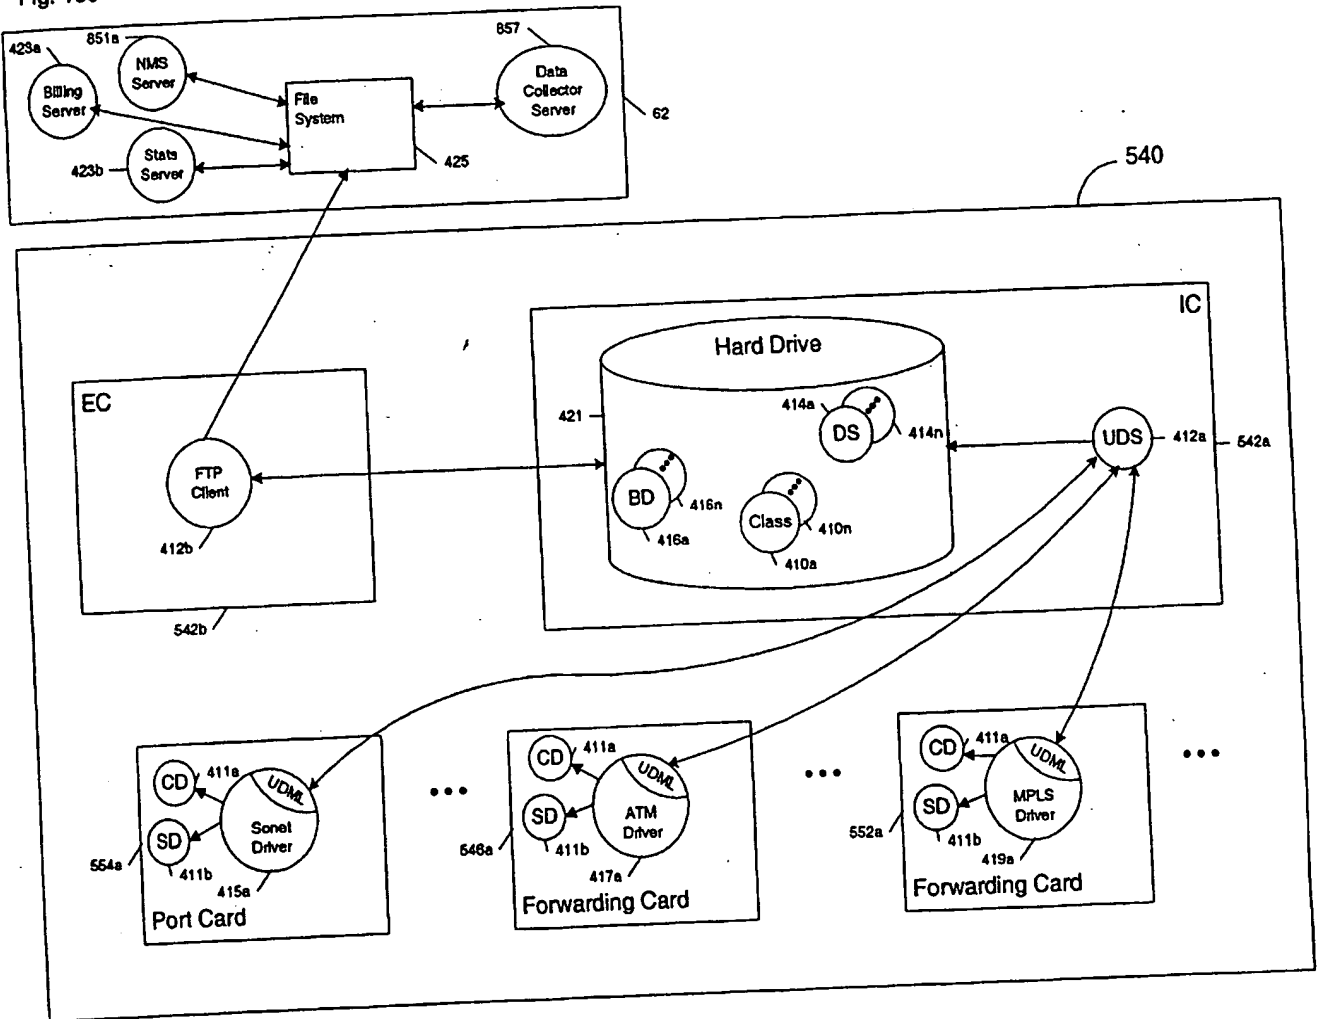 423a
851a
857
NMS
Server
Billing
Server
File
System
Data
Collector
Server
62
Stats
Server
423b
425
540
IC
Hard Drive
EC
421
414a
DS
414n
UDS
412a
542a
FTP
Client
BD
416n
416a
Class
410n
410a
412b
542b
CD
411a
UDML
Sonet
Driver
SD
411b
415a
554a
Port Card
CD
411a
UDML
ATM
Driver
SD
411b
417a
546a
Forwarding Card
CD
411a
UDML
MPLS
Driver
SD
411b
419a
552a
Forwarding Card